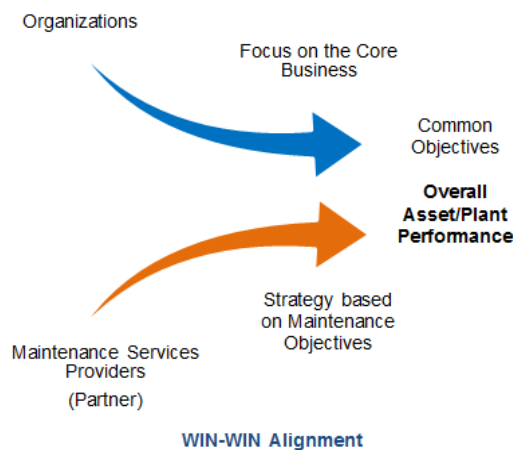 Organizations
Focus on the Core
Business
Common
Objectives
Overall
Asset/Plant
Performance
Strategy based
on Maintenance
Objectives
Maintenance Services
Providers
(Partner)
WIN-WIN Alignment